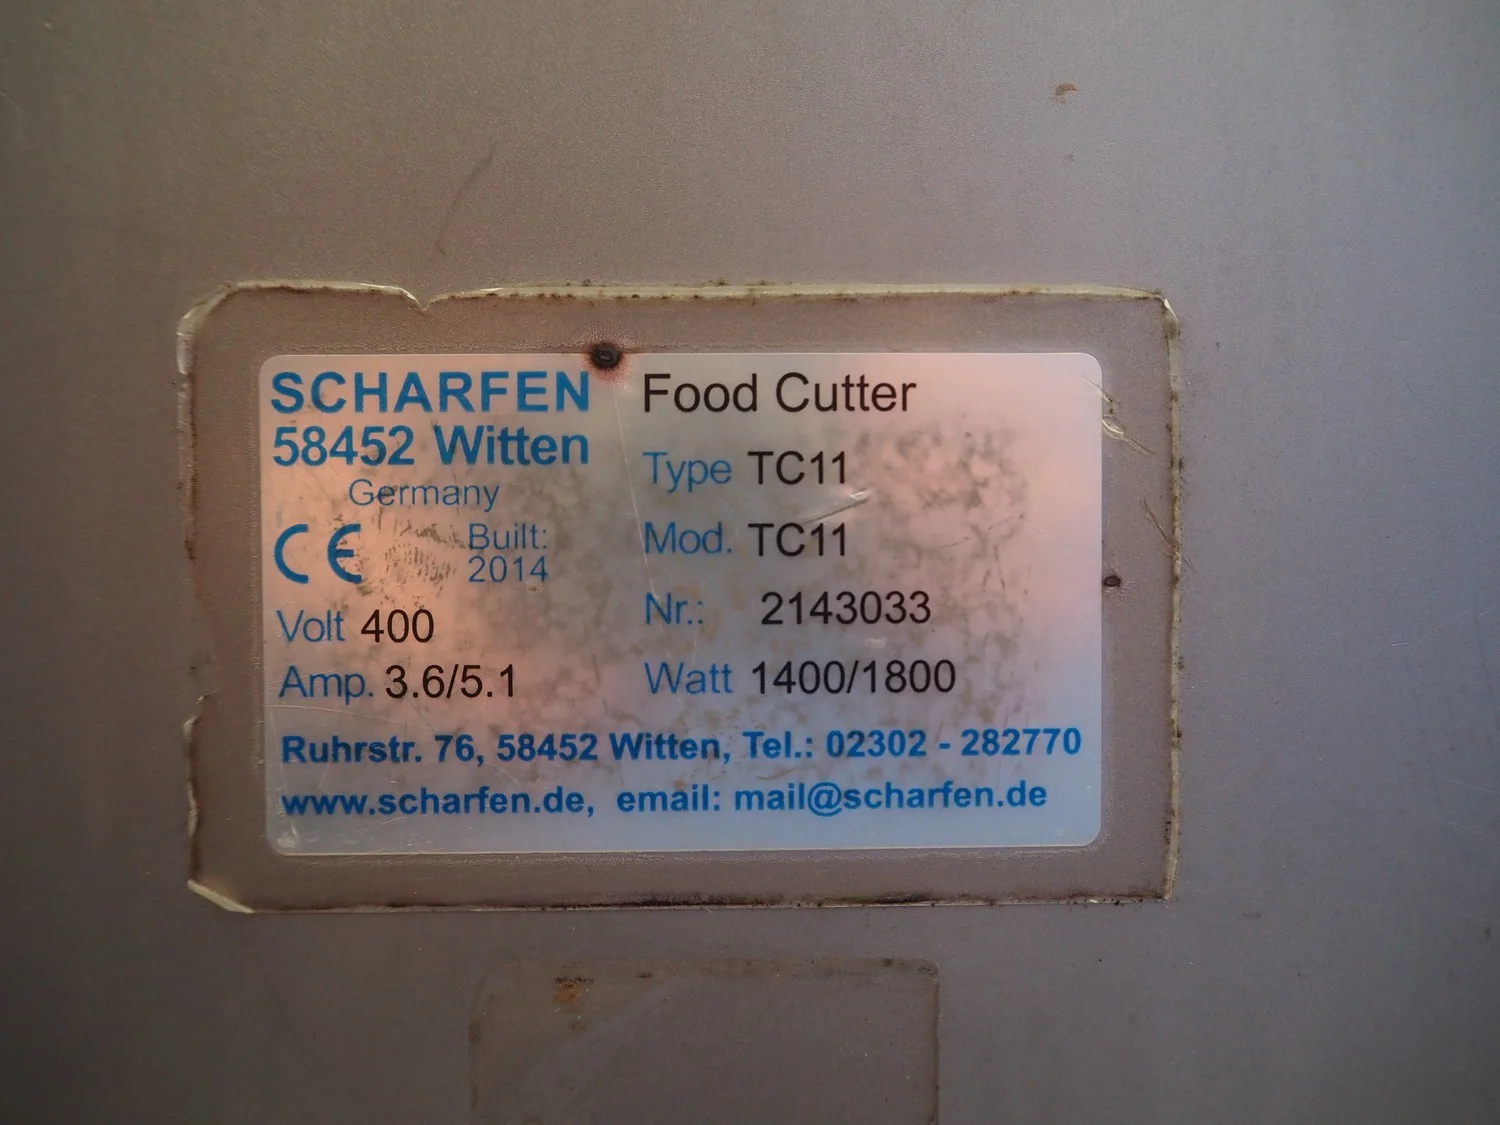 SCHARFEN
58452 Witten
Germany
CE
Built:
2014
Volt 400
Amp. 3.6/5.1
Food Cutter
Type TC11
Mod. TC11
Nr.: 2143033
Watt 1400/1800
Ruhrstr. 76, 58452 Witten, Tel.: 02302 - 282770
www.scharfen.de, email: mail@scharfen.de